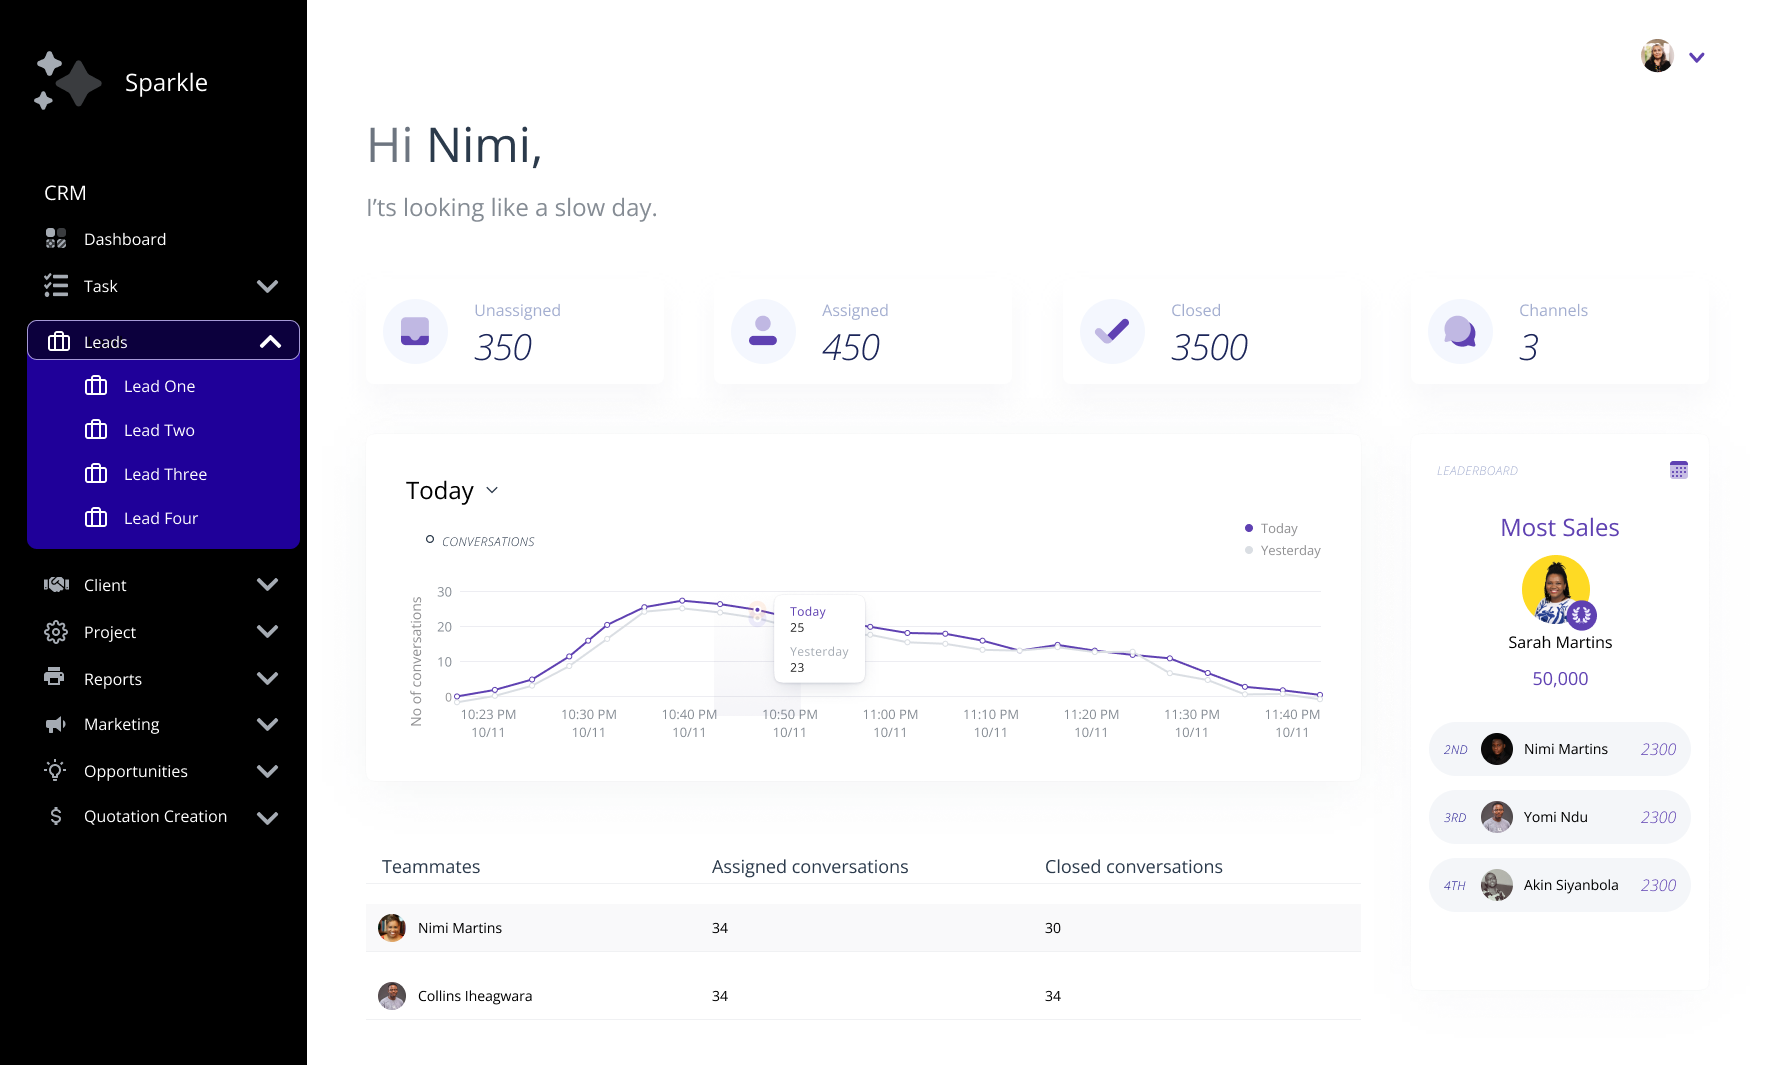 Sparkle
CRM
Dashboard
Task
Leads
Lead One
Lead Two
Lead Three
Lead Four
Client
Project
Reports
Marketing
Opportunities
Quotation Creation
Hi Nimi,
I'ts looking like a slow day.
Unassigned
350
Assigned
450
Closed
3500
Channels
3
Today
CONVERSATIONS
Today
Yesterday
No of conversations
30
20
10
0
Today
25
Yesterday
23
10:23 PM 10:30 PM 10:40 PM 10:50 PM 11:00 PM 11:10 PM 11:20 PM 11:30 PM 11:40 PM
10/11 10/11 10/11 10/11 10/11 10/11 10/11 10/11 10/11
LEADERBOARD
Most Sales
Sarah Martins
50,000
2ND Nimi Martins 2300
3RD Yomi Ndu 2300
4TH Akin Siyanbola 2300
Teammates Assigned conversations Closed conversations
Nimi Martins 34 30
Collins Iheagwara 34 34